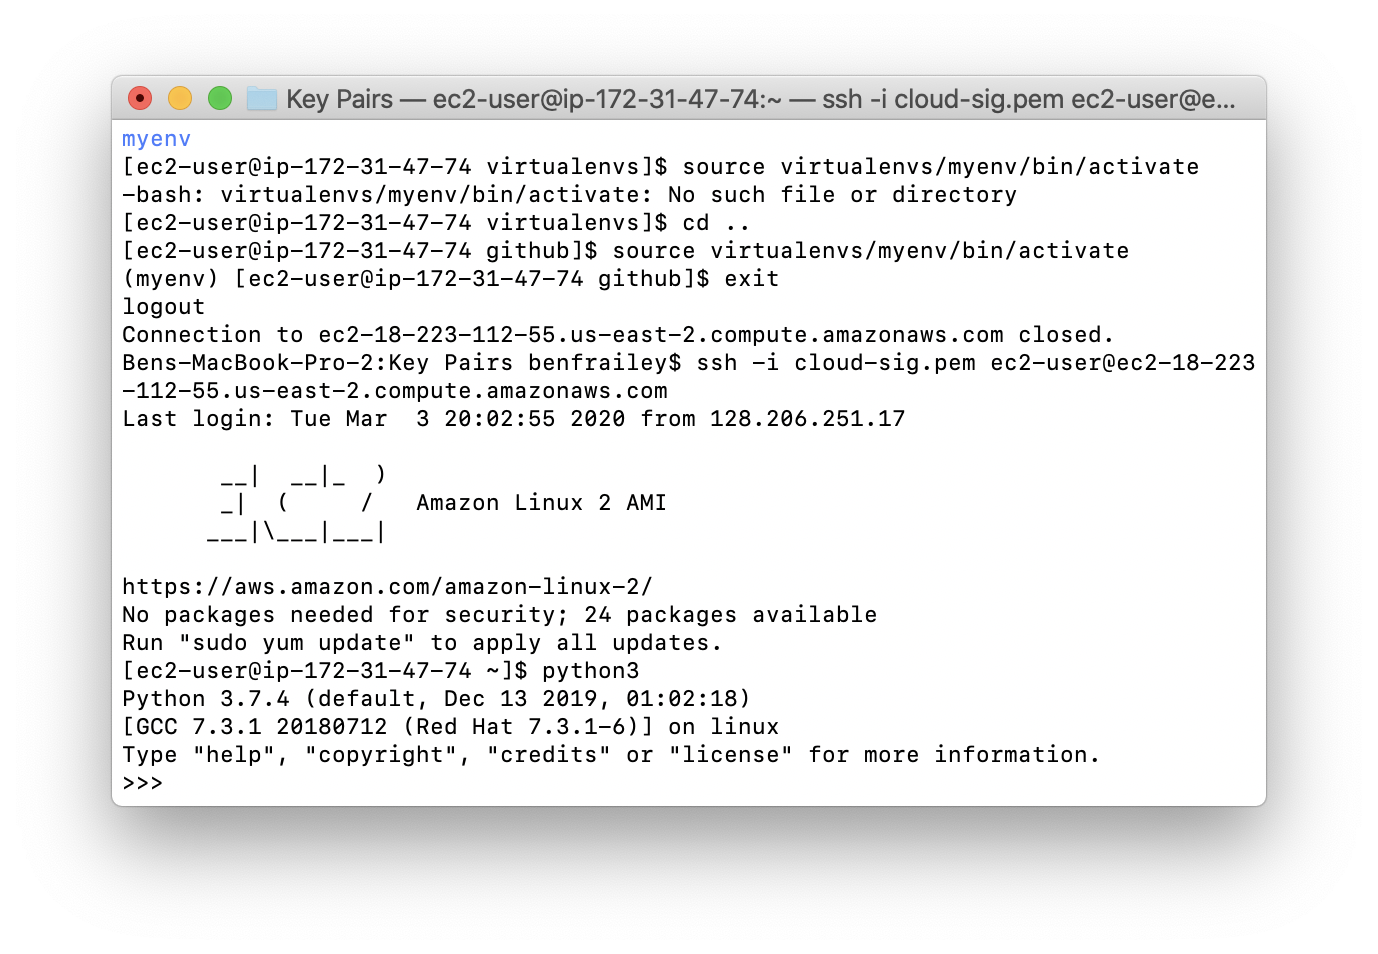 Key Pairs — ec2-user@ip-172-31-47-74:~ — ssh -i cloud-sig.pem ec2-user@e...
myenv
[ec2-user@ip-172-31-47-74 virtualenvs]$ source virtualenvs/myenv/bin/activate
-bash: virtualenvs/myenv/bin/activate: No such file or directory
[ec2-user@ip-172-31-47-74 virtualenvs]$ cd ..
[ec2-user@ip-172-31-47-74 github]$ source virtualenvs/myenv/bin/activate
(myenv) [ec2-user@ip-172-31-47-74 github]$ exit
logout
Connection to ec2-18-223-112-55.us-east-2.compute.amazonaws.com closed.
Bens-MacBook-Pro-2:Key Pairs benfrailey$ ssh -i cloud-sig.pem ec2-user@ec2-18-223
-112-55.us-east-2.compute.amazonaws.com
Last login: Tue Mar  3 20:02:55 2020 from 128.206.251.17

       __|  __|_  )
       _|  (     /   Amazon Linux 2 AMI
      ___|\___|___|

https://aws.amazon.com/amazon-linux-2/
No packages needed for security; 24 packages available
Run "sudo yum update" to apply all updates.
[ec2-user@ip-172-31-47-74 ~]$ python3
Python 3.7.4 (default, Dec 13 2019, 01:02:18)
[GCC 7.3.1 20180712 (Red Hat 7.3.1-6)] on linux
Type "help", "copyright", "credits" or "license" for more information.
>>>